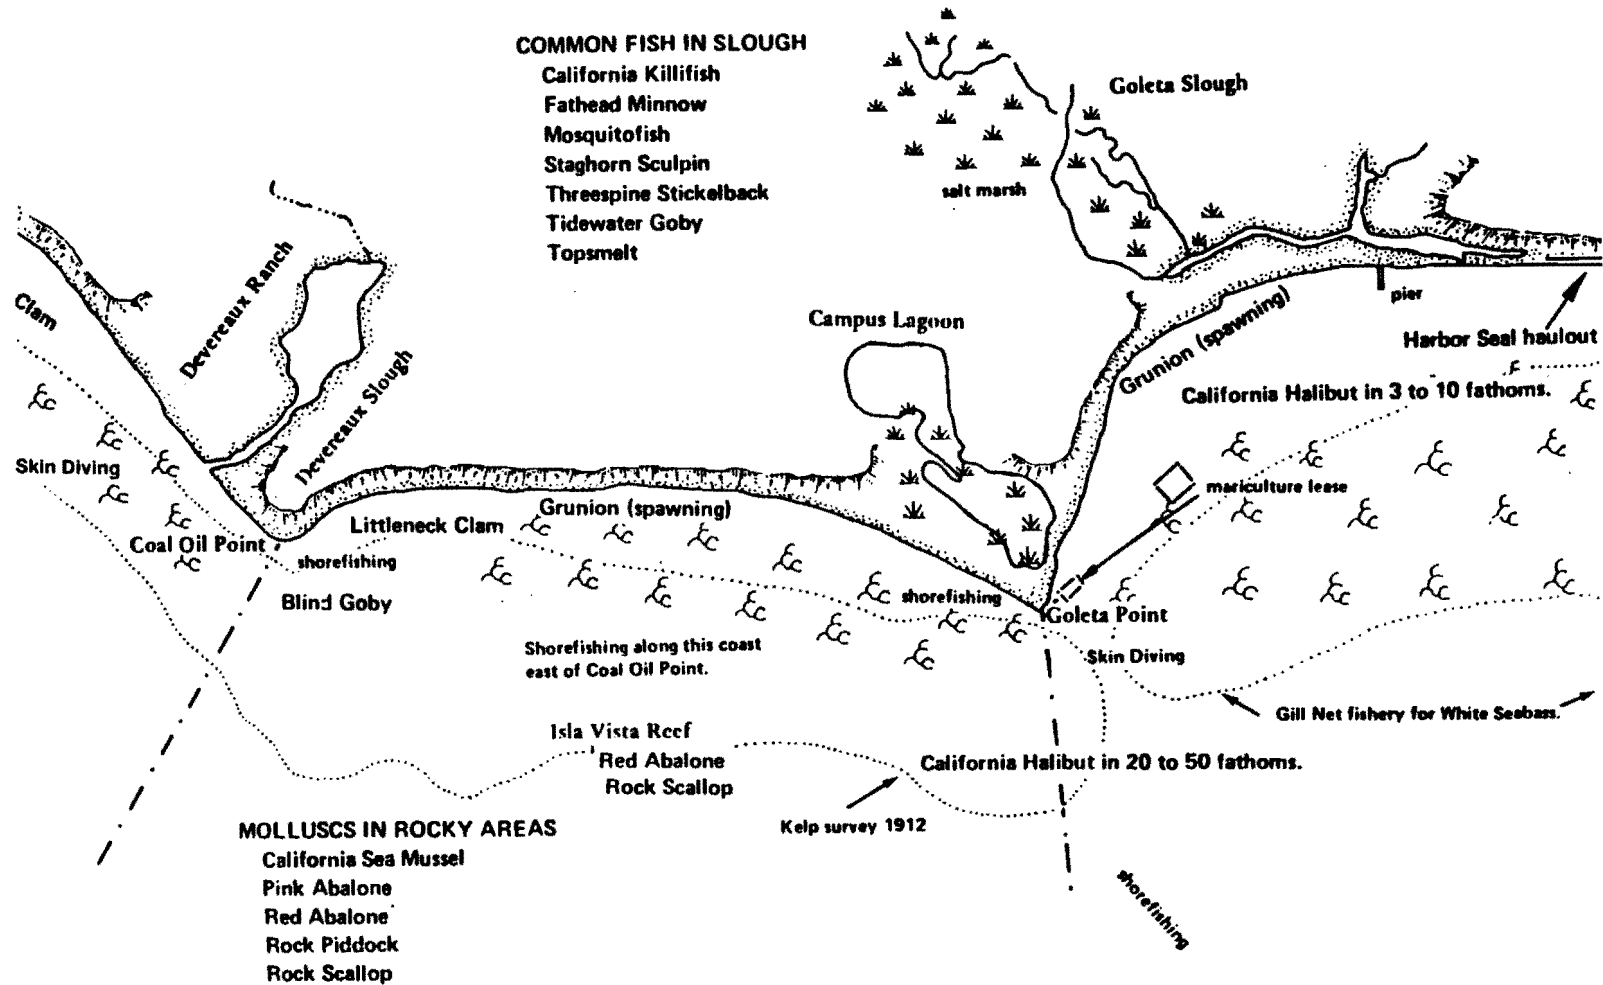 COMMON FISH IN SLOUGH
California Killifish
Fathead Minnow
Mosquitofish
Staghorn Sculpin
Threespine Stickelback
Tidewater Goby
Topsmelt
Goleta Slough
salt marsh
Devereaux Ranch
Clam
Devereaux Slough
Campus Lagoon
pier
Harbor Seal haulout
Grunion (spawning)
California Halibut in 3 to 10 fathoms.
Skin Diving
mariculture lease
Grunion (spawning)
Littleneck Clam
Coal Oil Point
shorefishing
Blind Goby
shorefishing
Goleta Point
Shorefishing along this coast
east of Coal Oil Point.
Skin Diving
Gill Net fishery for White Seabass.
Isla Vista Reef
Red Abalone
Rock Scallop
California Halibut in 20 to 50 fathoms.
Kelp survey 1912
MOLLUSCS IN ROCKY AREAS
California Sea Mussel
Pink Abalone
Red Abalone
Rock Piddock
Rock Scallop
shorefishing